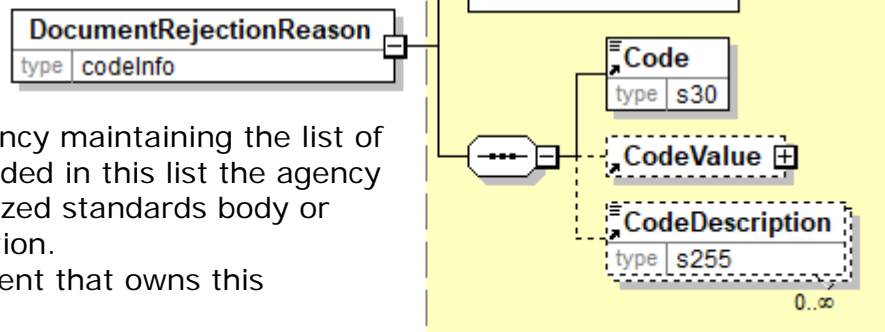 DocumentRejectionReason
type codeInfo
ncy maintaining the list of
ded in this list the agency
zed standards body or
ion.
ent that owns this
Code
type s30
CodeValue
CodeDescription
type s255
0..∞